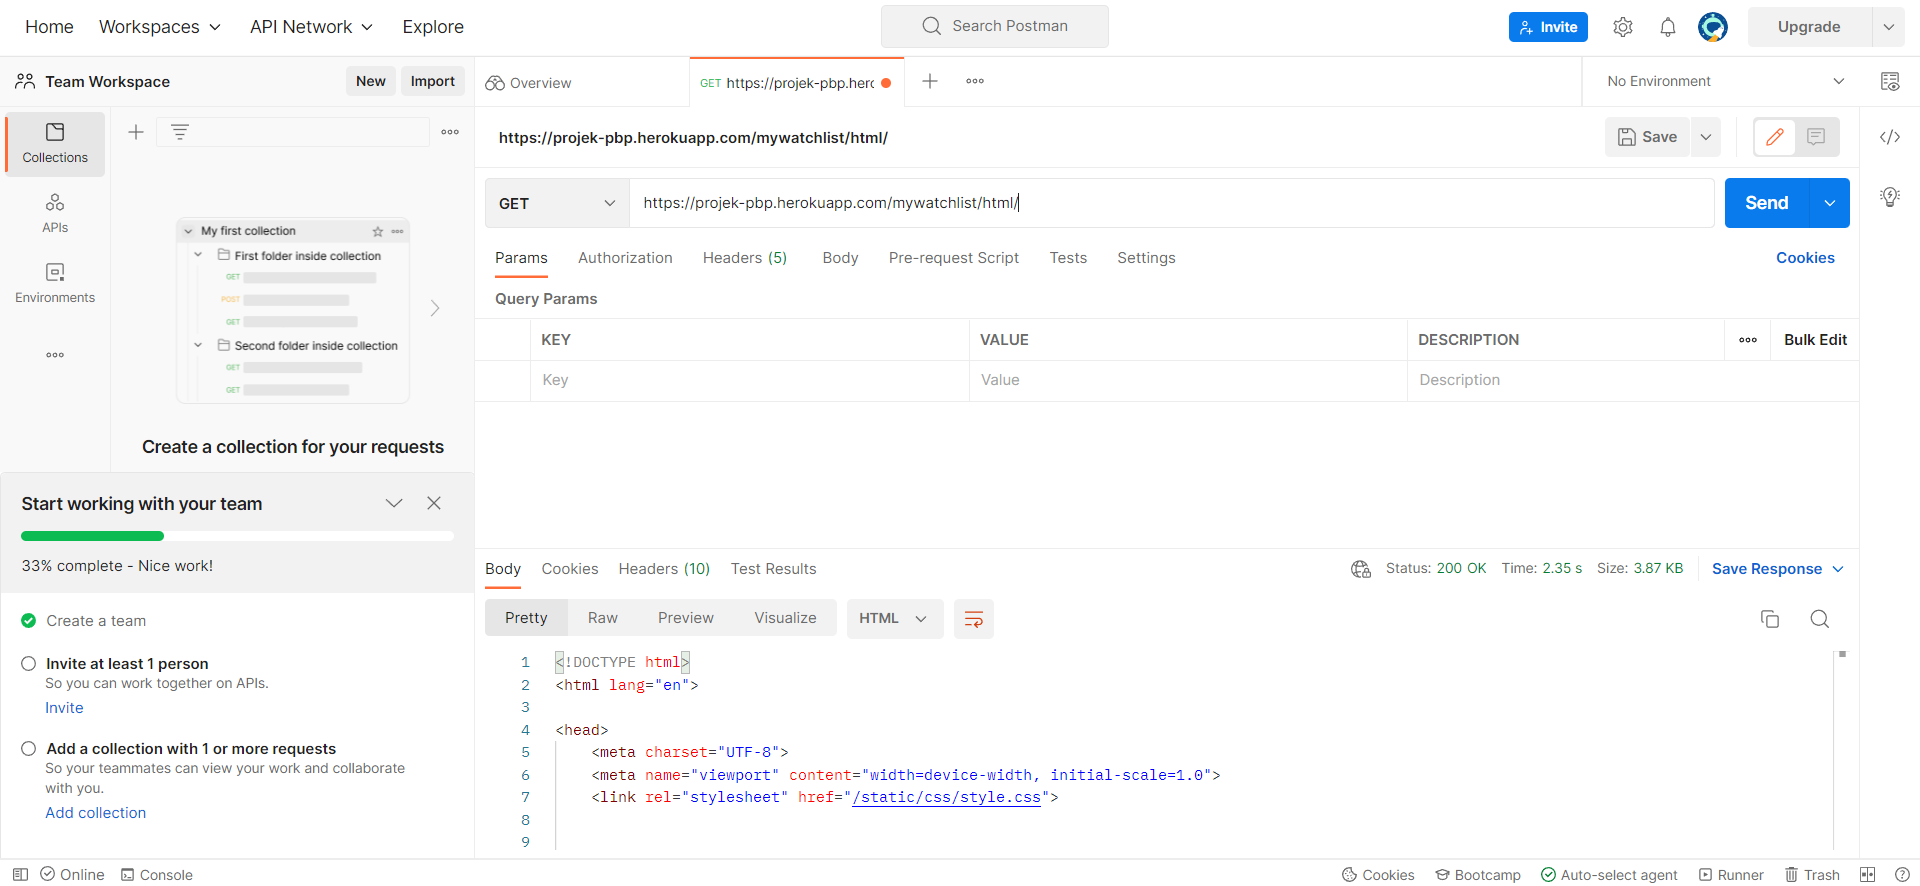 Home Workspaces API Network Explore Search Postman Invite Upgrade
Team Workspace New Import Overview GET https://projek-pbp.herc No Environment
https://projek-pbp.herokuapp.com/mywatchlist/html/ Save
Collections
APIs
Environments
My first collection
First folder inside collection
GET
POST
GET
Second folder inside collection
GET
GET
Create a collection for your requests
Start working with your team
33% complete - Nice work!
Create a team
Invite at least 1 person
So you can work together on APIs.
Invite
Add a collection with 1 or more requests
So your teammates can view your work and collaborate
with you.
Add collection
GET https://projek-pbp.herokuapp.com/mywatchlist/html/ Send
Params Authorization Headers (5) Body Pre-request Script Tests Settings Cookies
Query Params
KEY VALUE DESCRIPTION Bulk Edit
Key Value Description
Body Cookies Headers (10) Test Results Status: 200 OK Time: 2.35 s Size: 3.87 KB Save Response
Pretty Raw Preview Visualize HTML
1 <!DOCTYPE html>
2 <html lang="en">
3
4 <head>
5 <meta charset="UTF-8">
6 <meta name="viewport" content="width=device-width, initial-scale=1.0">
7 <link rel="stylesheet" href="/static/css/style.css">
8
9
Online Console Cookies Bootcamp Auto-select agent Runner Trash